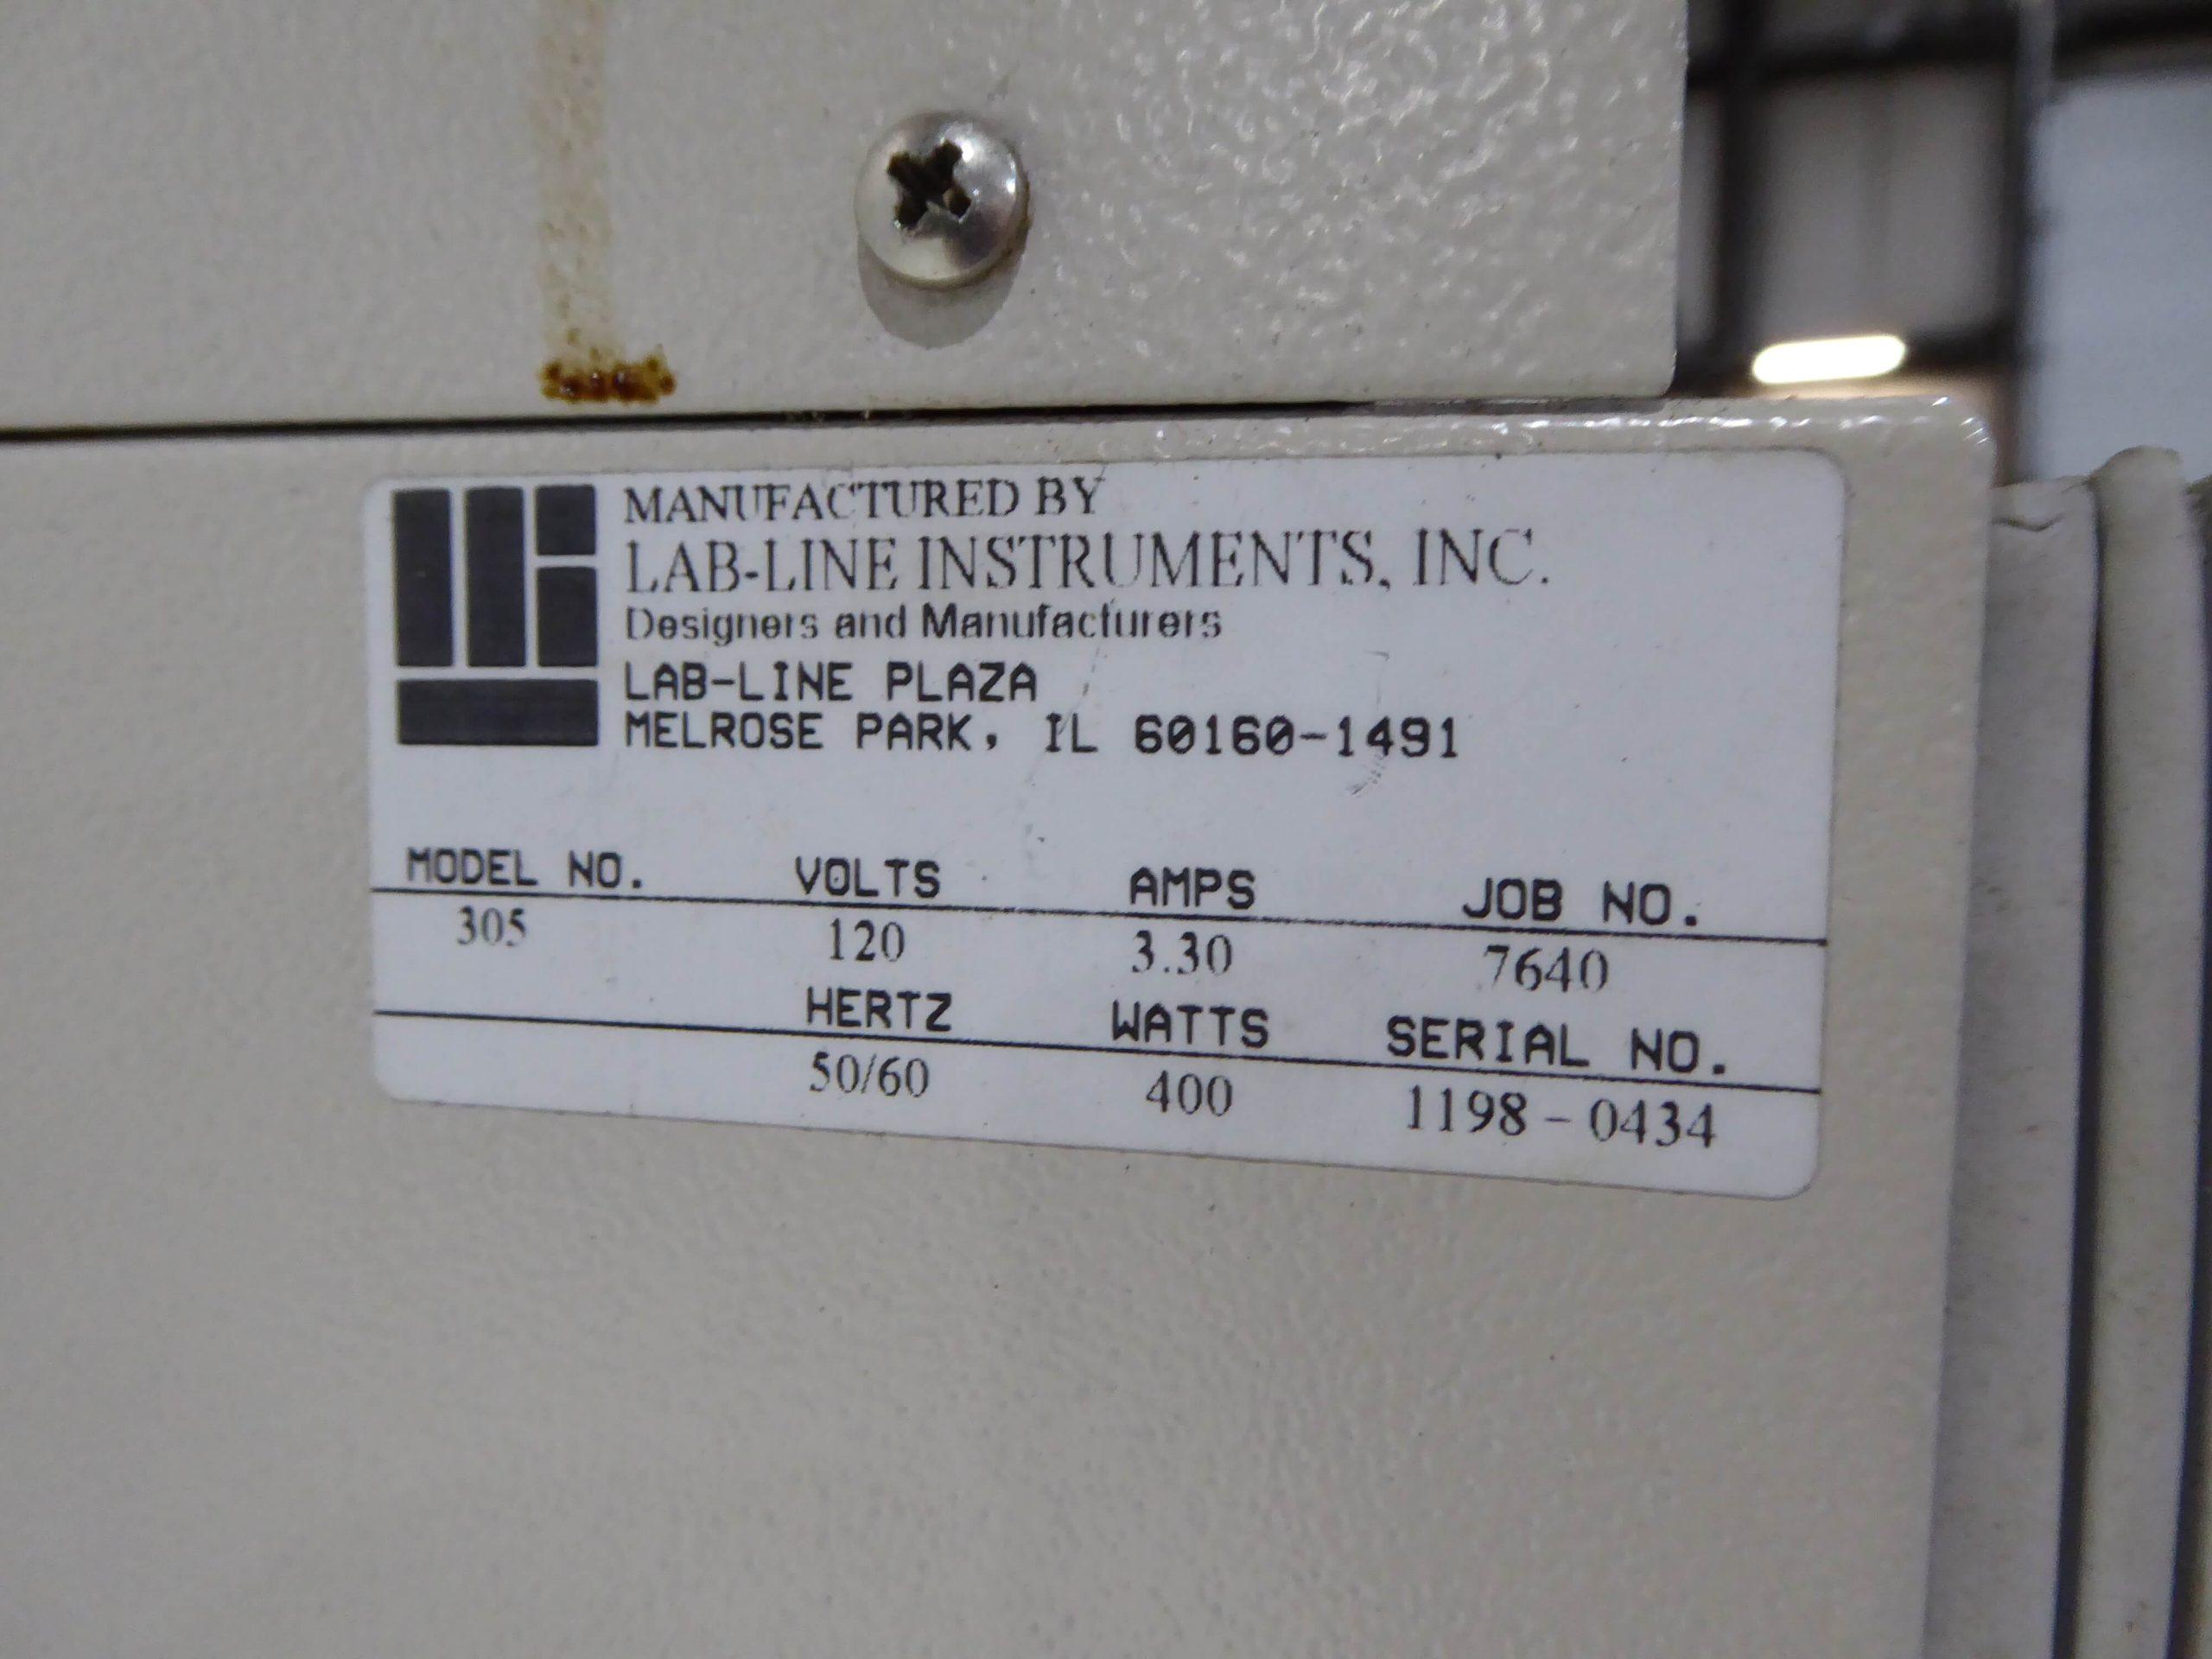 MANUFACTURED BY
LAB-LINE INSTRUMENTS, INC.
Designers and Manufacturers
LAB-LINE PLAZA
MELROSE PARK, IL 60160-1491
MODEL NO. VOLTS AMPS JOB NO.
305 120 3.30 7640
HERTZ WATTS SERIAL NO.
50/60 400 1198-0434